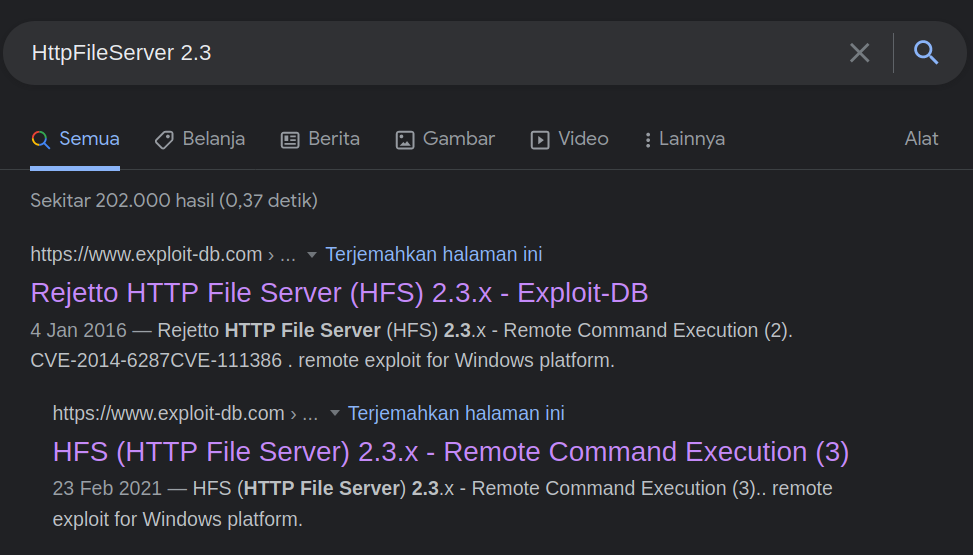 HttpFileServer 2.3
Semua Belanja Berita Gambar Video Lainnya Alat
Sekitar 202.000 hasil (0,37 detik)
https://www.exploit-db.com › ... Terjemahkan halaman ini
Rejetto HTTP File Server (HFS) 2.3.x - Exploit-DB
4 Jan 2016 — Rejetto HTTP File Server (HFS) 2.3.x - Remote Command Execution (2).
CVE-2014-6287CVE-111386 . remote exploit for Windows platform.
https://www.exploit-db.com › ... Terjemahkan halaman ini
HFS (HTTP File Server) 2.3.x - Remote Command Execution (3)
23 Feb 2021 — HFS (HTTP File Server) 2.3.x - Remote Command Execution (3).. remote
exploit for Windows platform.